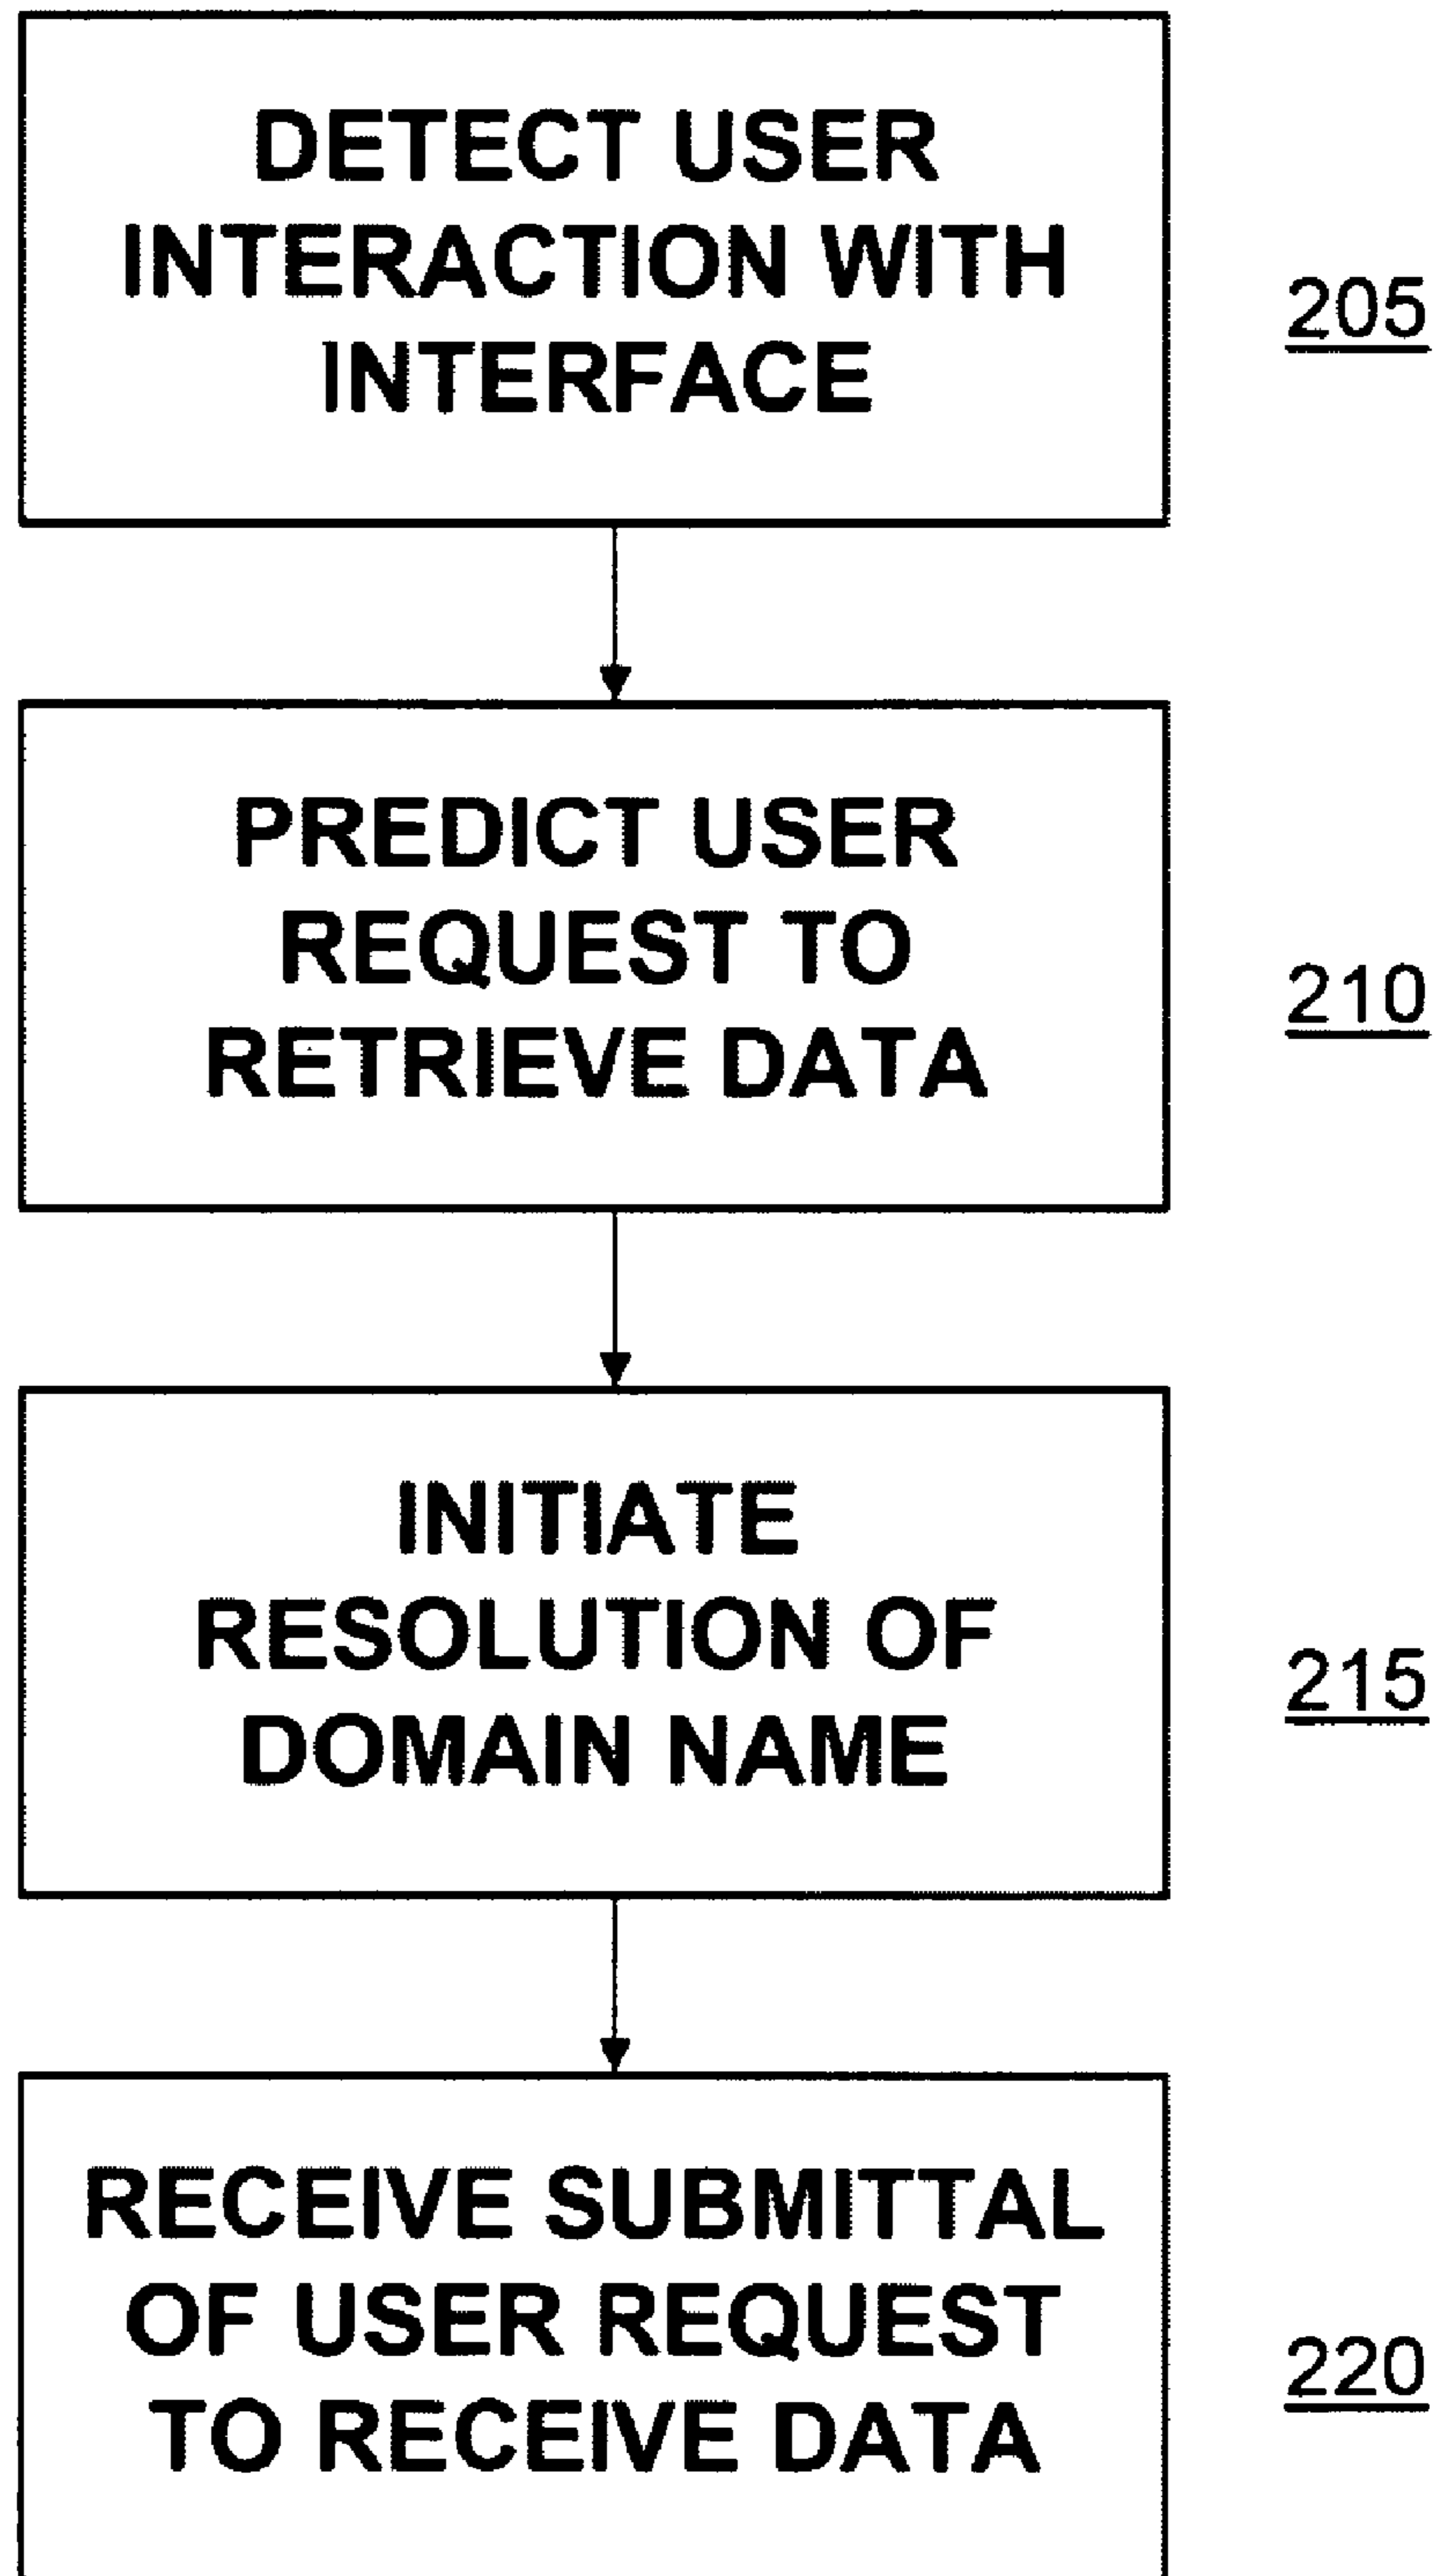 DETECT USER
INTERACTION WITH
INTERFACE
205
PREDICT USER
REQUEST TO
RETRIEVE DATA
210
INITIATE
RESOLUTION OF
DOMAIN NAME
215
RECEIVE SUBMITTAL
OF USER REQUEST
TO RECEIVE DATA
220